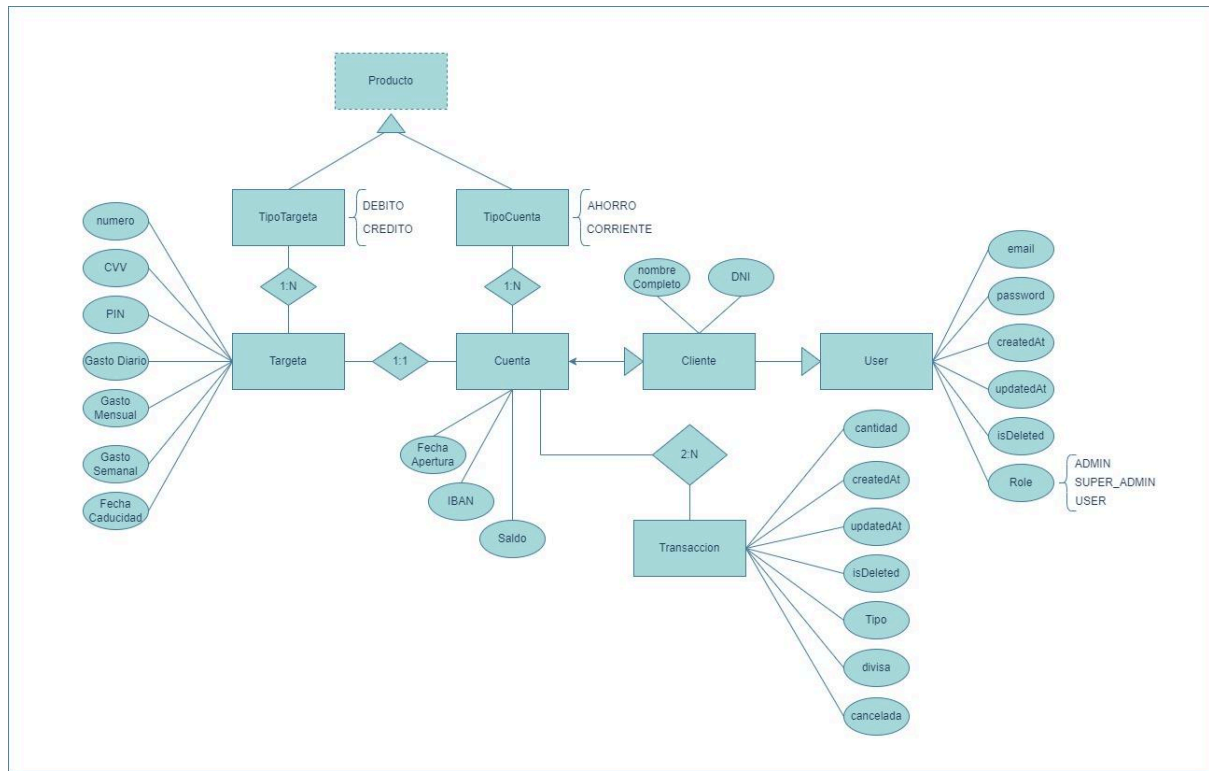 Producto
TipoTargeta
DEBITO
CREDITO
TipoCuenta
AHORRO
CORRIENTE
numero
CVV
PIN
Gasto Diario
Gasto
Mensual
Gasto
Semanal
Fecha
Caducidad
1:N
1:N
nombre
Completo
DNI
Targeta
1:1
Cuenta
Cliente
User
email
password
createdAt
updatedAt
isDeleted
Role
ADMIN
SUPER_ADMIN
USER
Fecha
Apertura
IBAN
Saldo
2:N
Transaccion
cantidad
createdAt
updatedAt
isDeleted
Tipo
divisa
cancelada